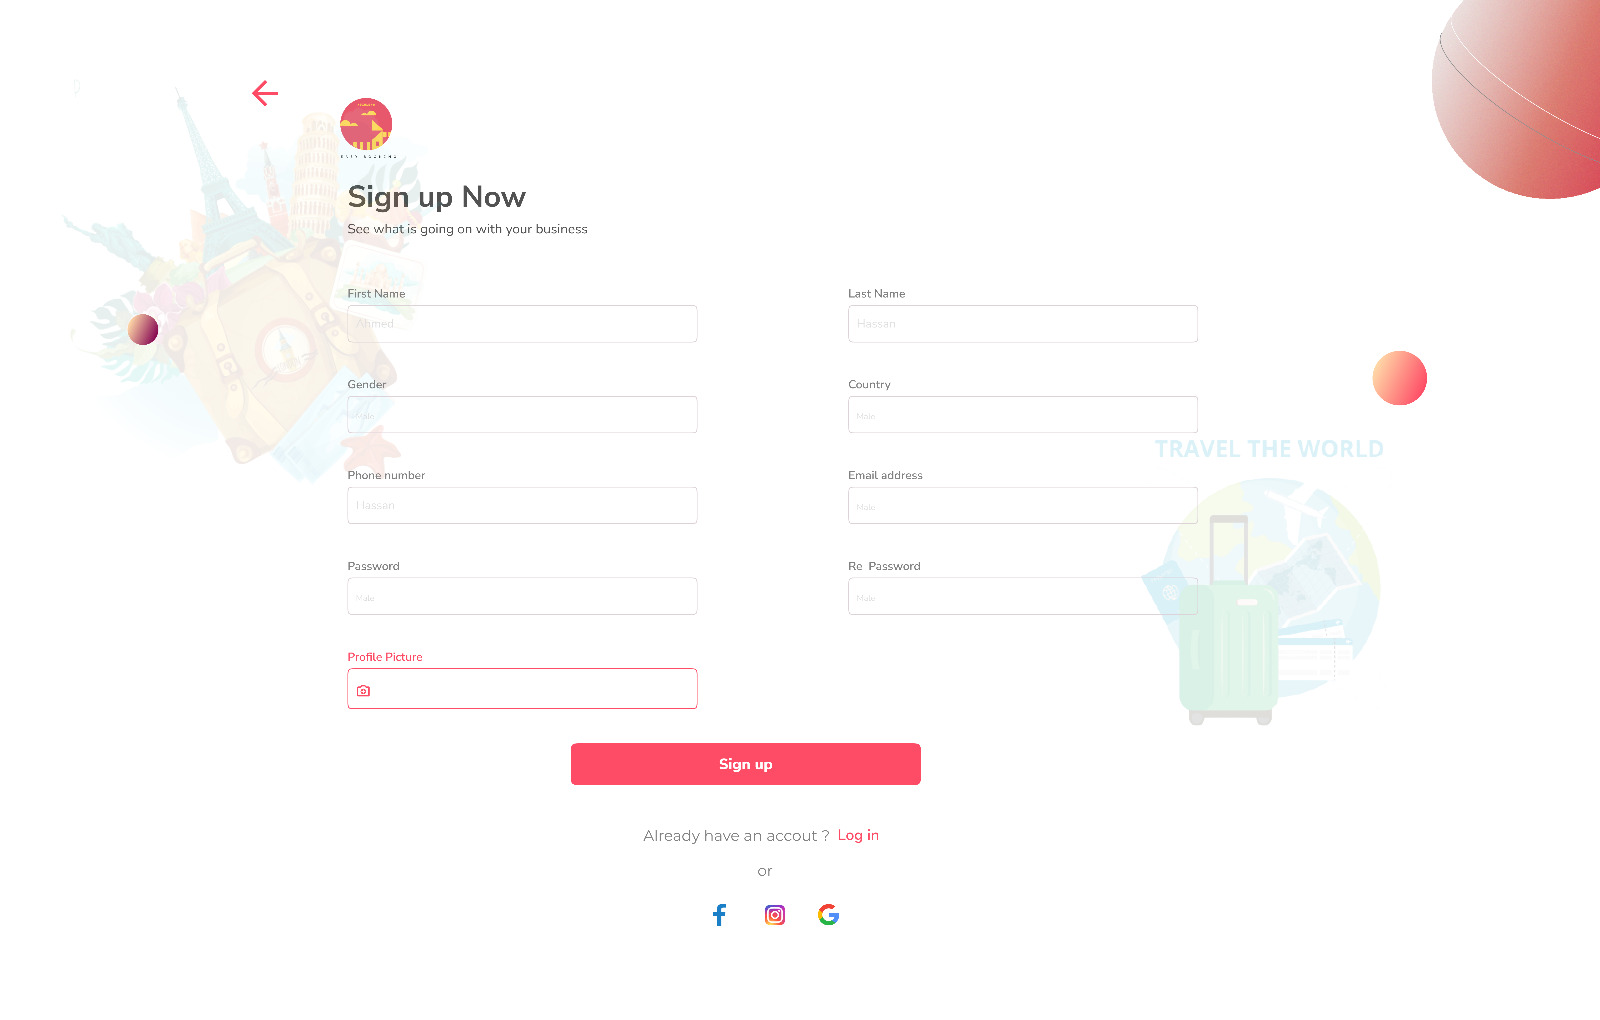 Sign up Now
See what is going on with your business
First Name
Last Name
Ahmed
Hassan
Gender
Country
Male
Male
TRAVEL THE WORLD
Phone number
Email address
Hassan
Male
Password
Re Password
Male
Male
Profile Picture
Sign up
Already have an accout ? Log in
or